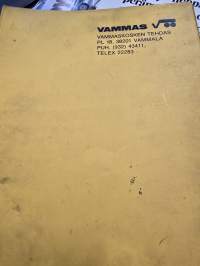 VAMMAS
VAMMASKOSKEN TEHDAS
PL 18, 38201 VAMMALA
PUH. (932) 43411,
TELEX 22283